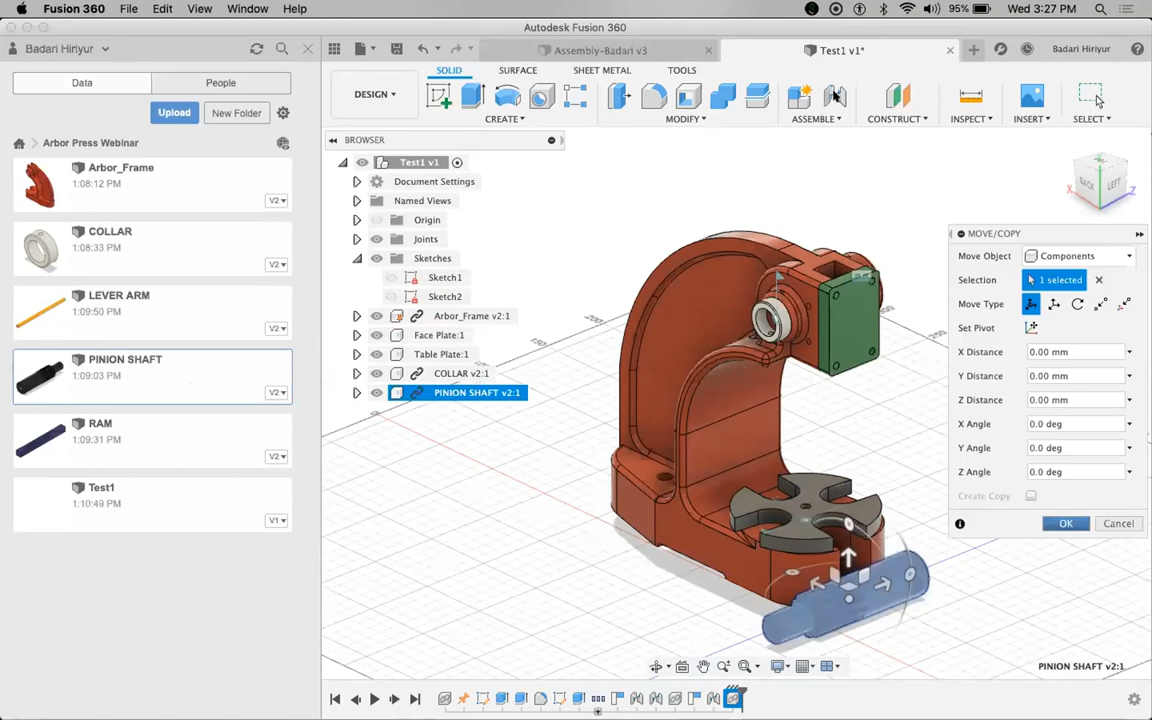 Fusion 360 File Edit View Window Help 95% Wed 3:27 PM
Autodesk Fusion 360
Badari Hiriyur
Assembly-Badari v3
Test1 v1*
Badari Hiriyur
Data People
SOLID SURFACE SHEET METAL TOOLS
DESIGN
Upload New Folder
CREATE MODIFY ASSEMBLE CONSTRUCT INSPECT INSERT SELECT
Arbor Press Webinar
Arbor_Frame
1:08:12 PM
V2
COLLAR
1:08:33 PM
V2
LEVER ARM
1:09:50 PM
V2
PINION SHAFT
1:09:03 PM
V2
RAM
1:09:31 PM
V2
Test1
1:10:49 PM
V1
BROWSER
Test1 v1
Document Settings
Named Views
Origin
Joints
Sketches
Sketch1
Sketch2
Arbor_Frame v2:1
Face Plate:1
Table Plate:1
COLLAR v2:1
PINION SHAFT v2:1
200
150
BACK LEFT
X Z
MOVE/COPY
Move Object Components
Selection 1 selected
Move Type
Set Pivot
X Distance 0.00 mm
Y Distance 0.00 mm
Z Distance 0.00 mm
X Angle 0.0 deg
Y Angle 0.0 deg
Z Angle 0.0 deg
Create Copy
OK Cancel
PINION SHAFT v2:1